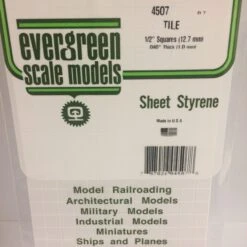 4507
TILE
1/2" Squares (12.7 mm)
.040" Thick (1.0 mm)
evergreen
scale models
Sheet Styrene
Made in U.S.A.
Model Railroading
Architectural Models
Military Models
Industrial Models
Miniatures
Ships and Planes